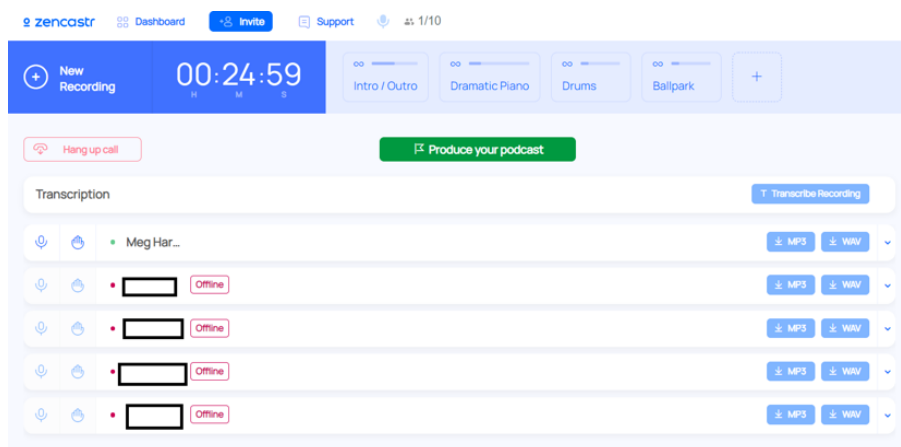 zencastr Dashboard Invite Support 1/10
New Recording 00:24:59 H M S
Intro / Outro Dramatic Piano Drums Ballpark +
Hang up call Produce your podcast
Transcription Transcribe Recording
Meg Har... MP3 WAV
Offline MP3 WAV
Offline MP3 WAV
Offline MP3 WAV
Offline MP3 WAV